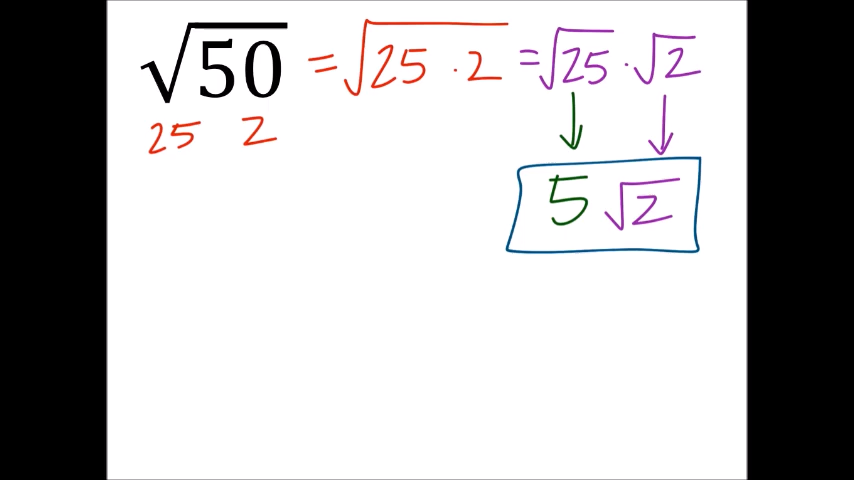 √50 = √25 · 2 = √25 · √2
25 2
5 √2